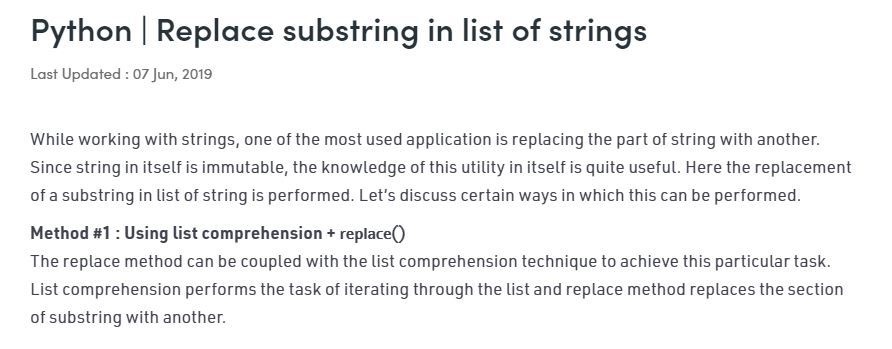 Python | Replace substring in list of strings
Last Updated : 07 Jun, 2019
While working with strings, one of the most used application is replacing the part of string with another.
Since string in itself is immutable, the knowledge of this utility in itself is quite useful. Here the replacement
of a substring in list of string is performed. Let’s discuss certain ways in which this can be performed.
Method #1 : Using list comprehension + replace()
The replace method can be coupled with the list comprehension technique to achieve this particular task.
List comprehension performs the task of iterating through the list and replace method replaces the section
of substring with another.